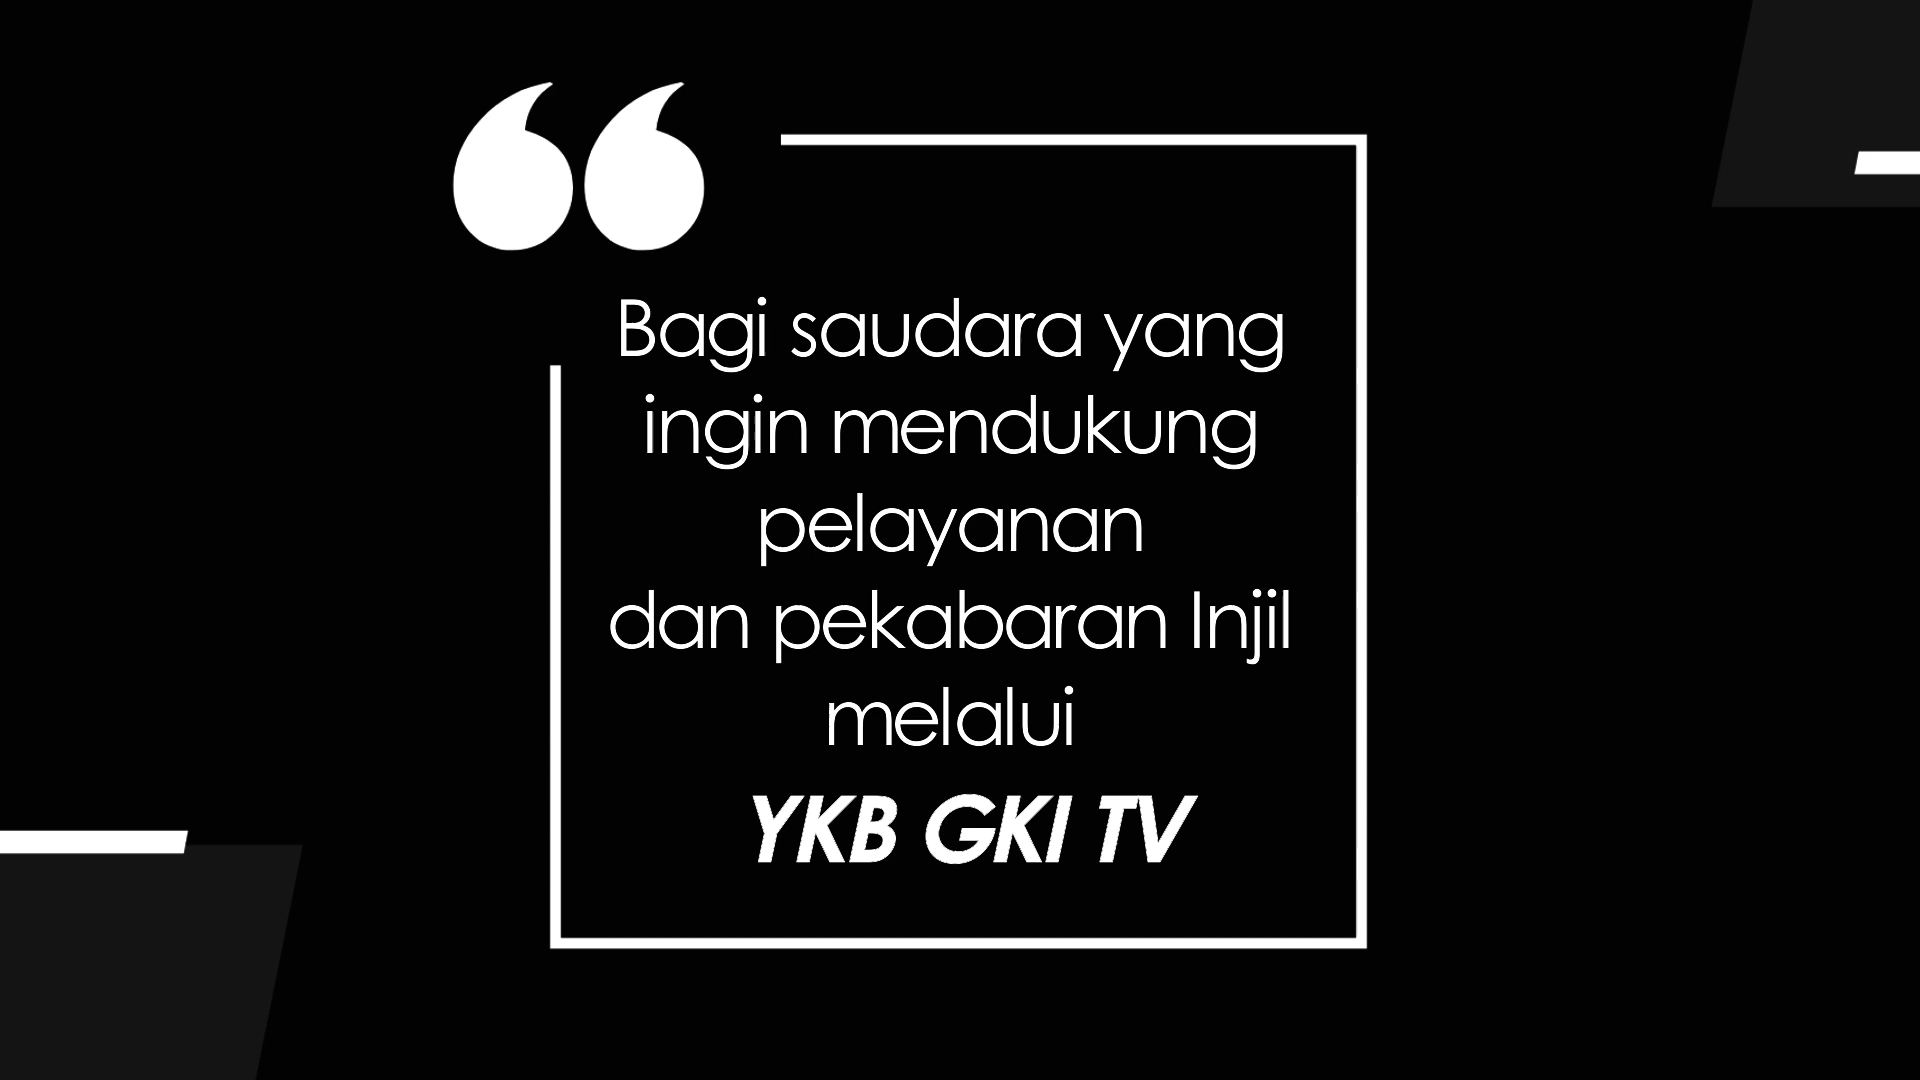 Bagi saudara yang
ingin mendukung
pelayanan
dan pekabaran Injil
melalui
YKB GKI TV